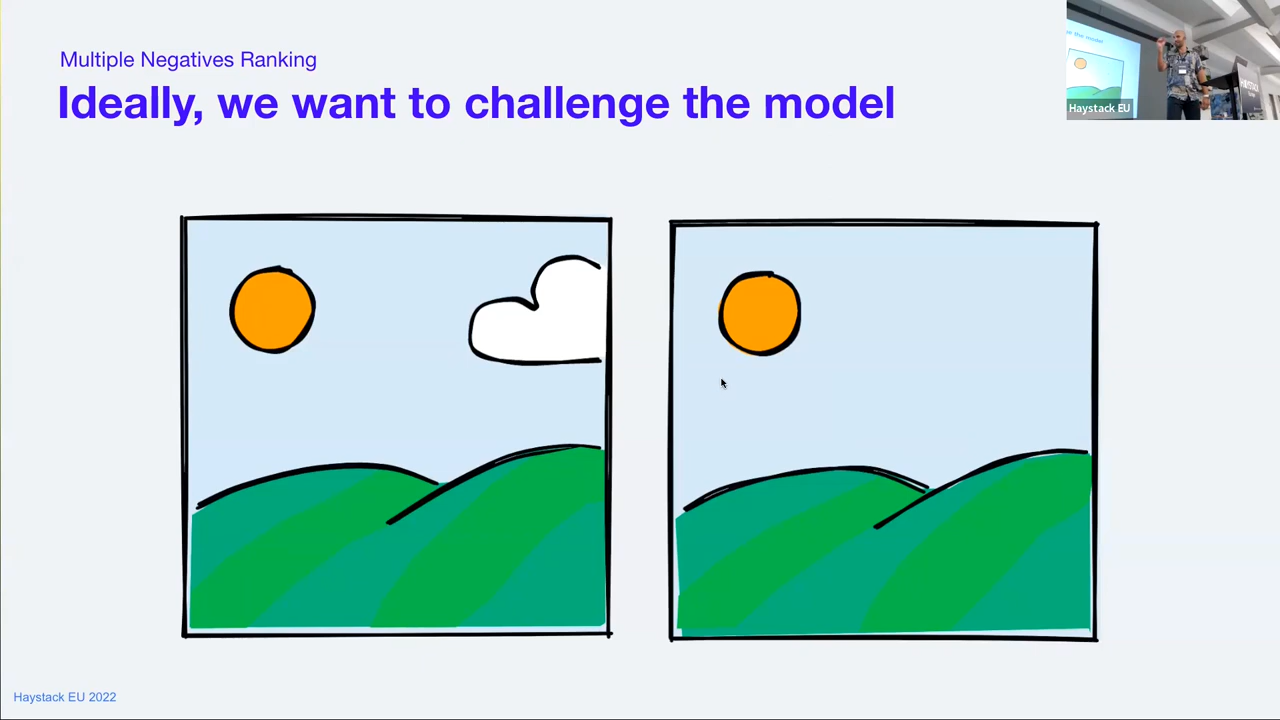 Multiple Negatives Ranking
Ideally, we want to challenge the model
Haystack EU
Haystack EU 2022